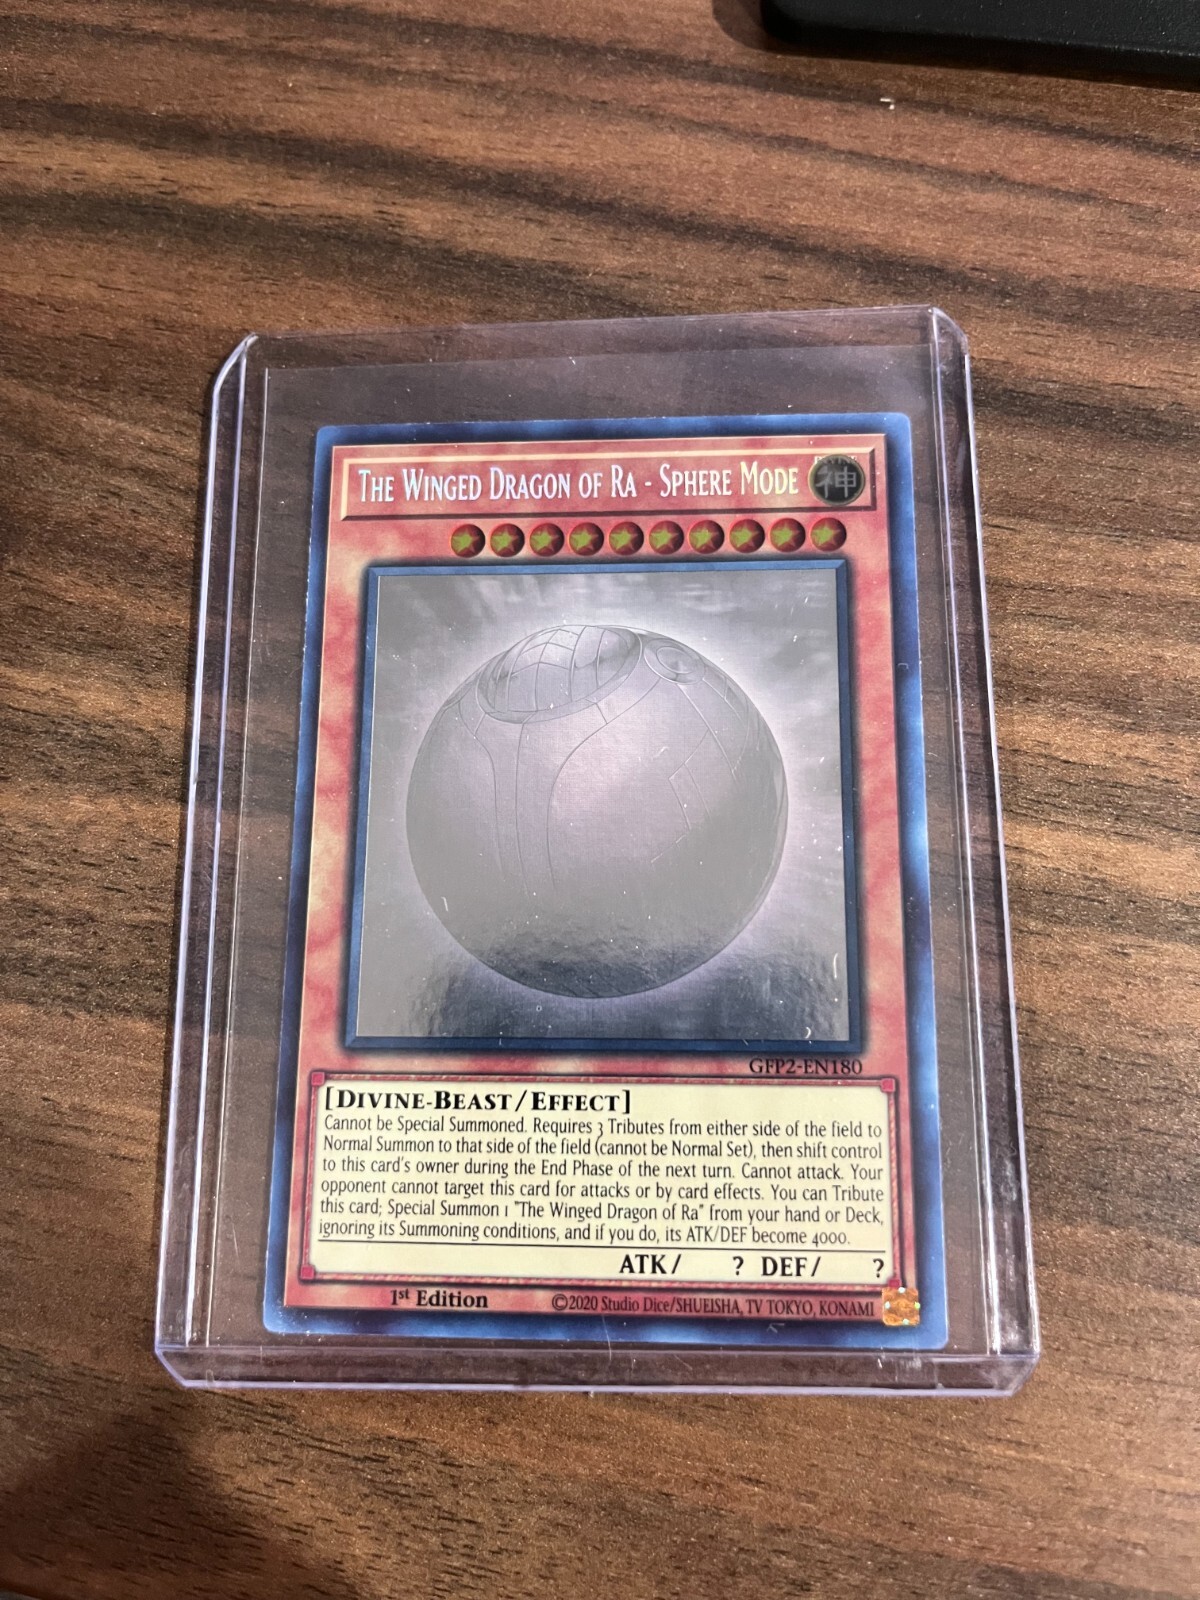 THE WINGED DRAGON OF RA - SPHERE MODE
神
GFP2-EN180
[DIVINE-BEAST/EFFECT]
Cannot be Special Summoned. Requires 3 Tributes from either side of the field to
Normal Summon to that side of the field (cannot be Normal Set), then shift control
to this card's owner during the End Phase of the next turn. Cannot attack. Your
opponent cannot target this card for attacks or by card effects. You can Tribute
this card; Special Summon 1 "The Winged Dragon of Ra" from your hand or Deck,
ignoring its Summoning conditions, and if you do, its ATK/DEF become 4000.
ATK/ ? DEF/ ?
1st Edition ©2020 Studio Dice/SHUEISHA, TV TOKYO, KONAMI